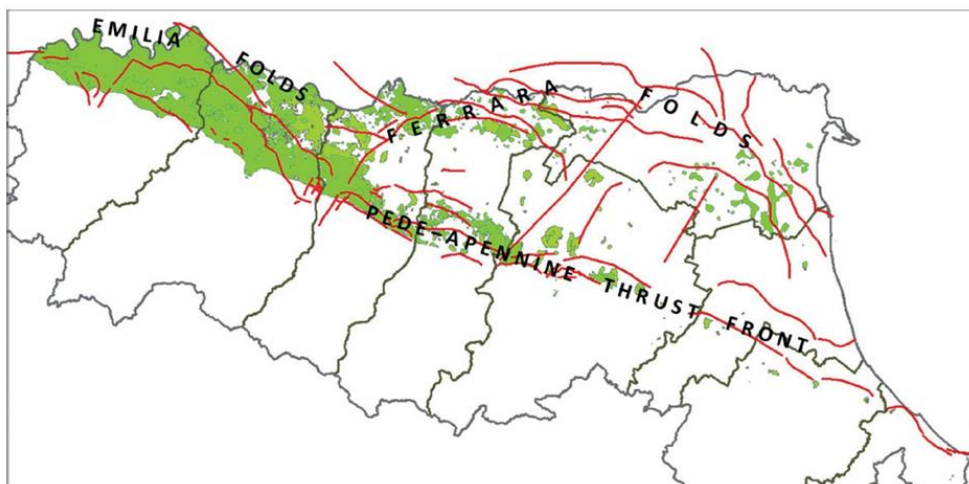 EMILIA FOLDS
FERRARA FOLDS
PEDE-APENNINE THRUST FRONT